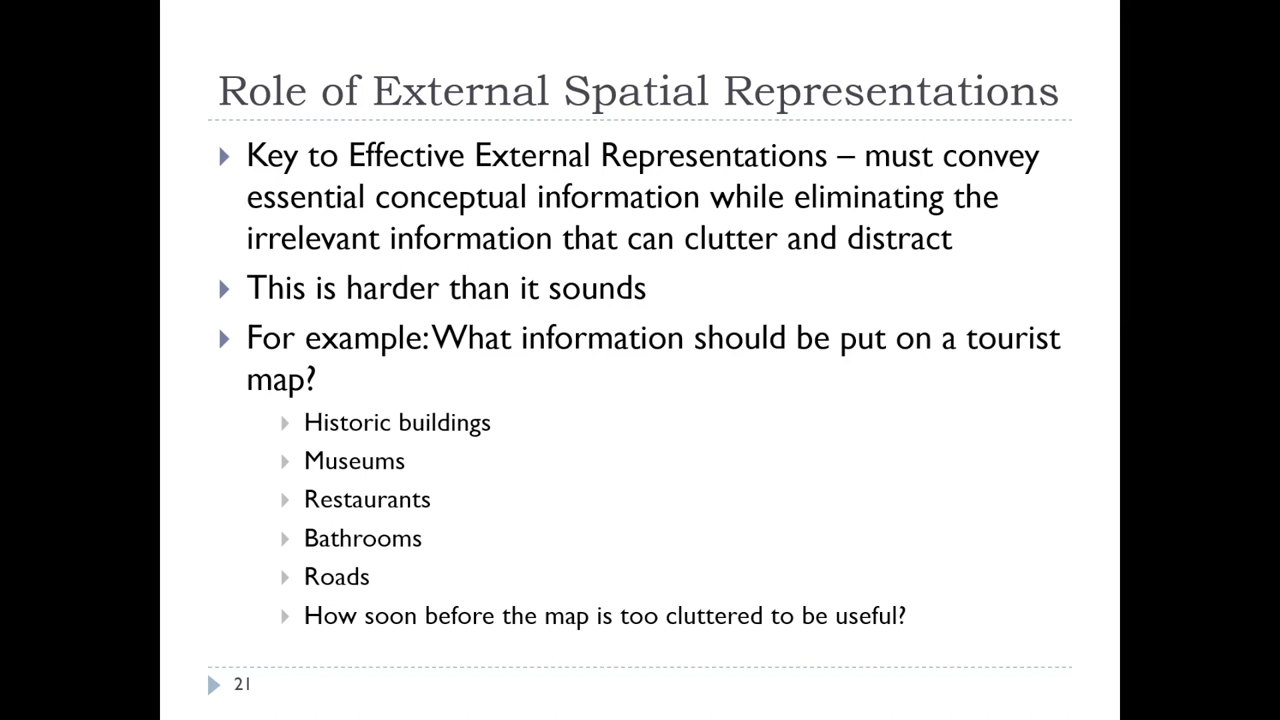 Role of External Spatial Representations
Key to Effective External Representations – must convey
essential conceptual information while eliminating the
irrelevant information that can clutter and distract
This is harder than it sounds
For example: What information should be put on a tourist
map?
Historic buildings
Museums
Restaurants
Bathrooms
Roads
How soon before the map is too cluttered to be useful?
21